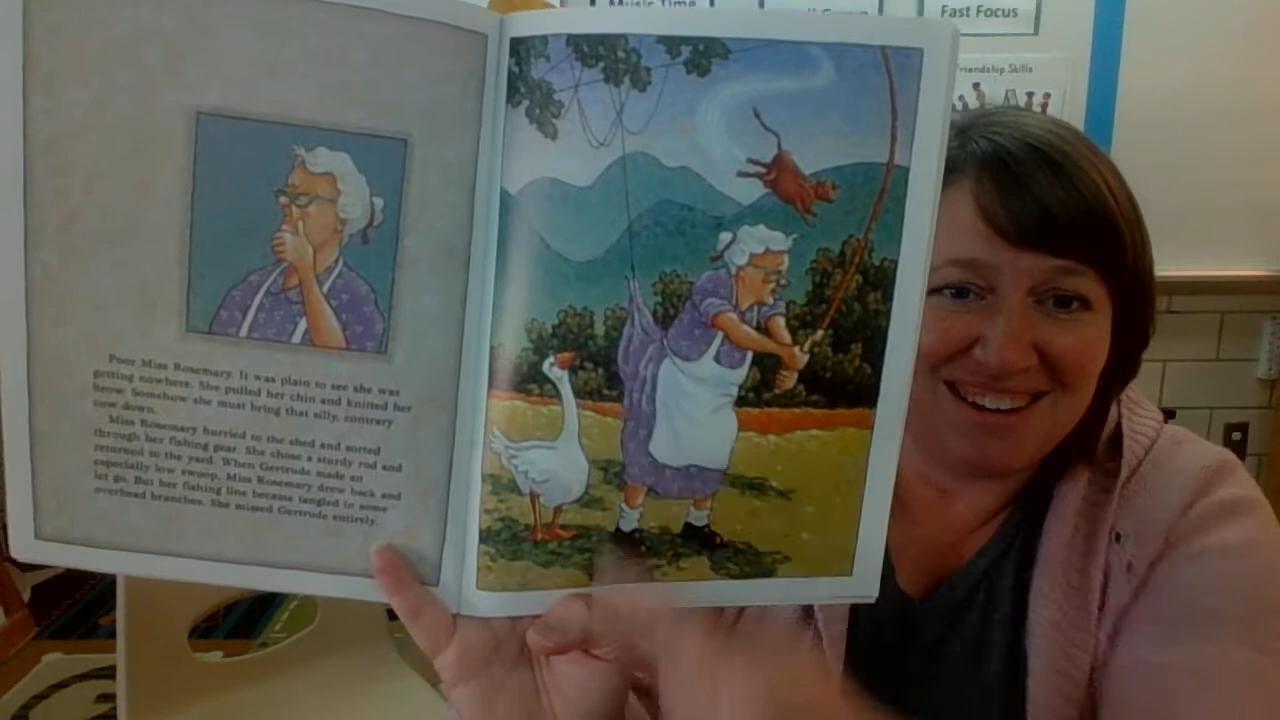 Music Time
Fast Focus
Friendship Skills
Poor Miss Rosemary. It was plain to see she was
getting nowhere. She pulled her chin and knitted her
brow. Somehow she must bring that silly, contrary
cow down.
Miss Rosemary hurried to the shed and sorted
through her fishing gear. She chose a sturdy rod and
returned to the yard. When Gertrude made an
especially low swoop, Miss Rosemary drew back and
let go. But her fishing line became tangled in some
overhead branches. She missed Gertrude entirely.